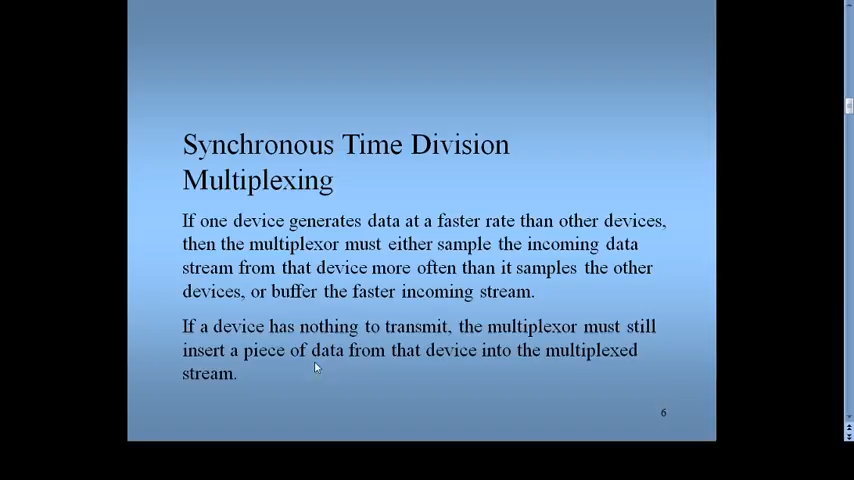 Synchronous Time Division
Multiplexing
If one device generates data at a faster rate than other devices,
then the multiplexor must either sample the incoming data
stream from that device more often than it samples the other
devices, or buffer the faster incoming stream.
If a device has nothing to transmit, the multiplexor must still
insert a piece of data from that device into the multiplexed
stream.
6